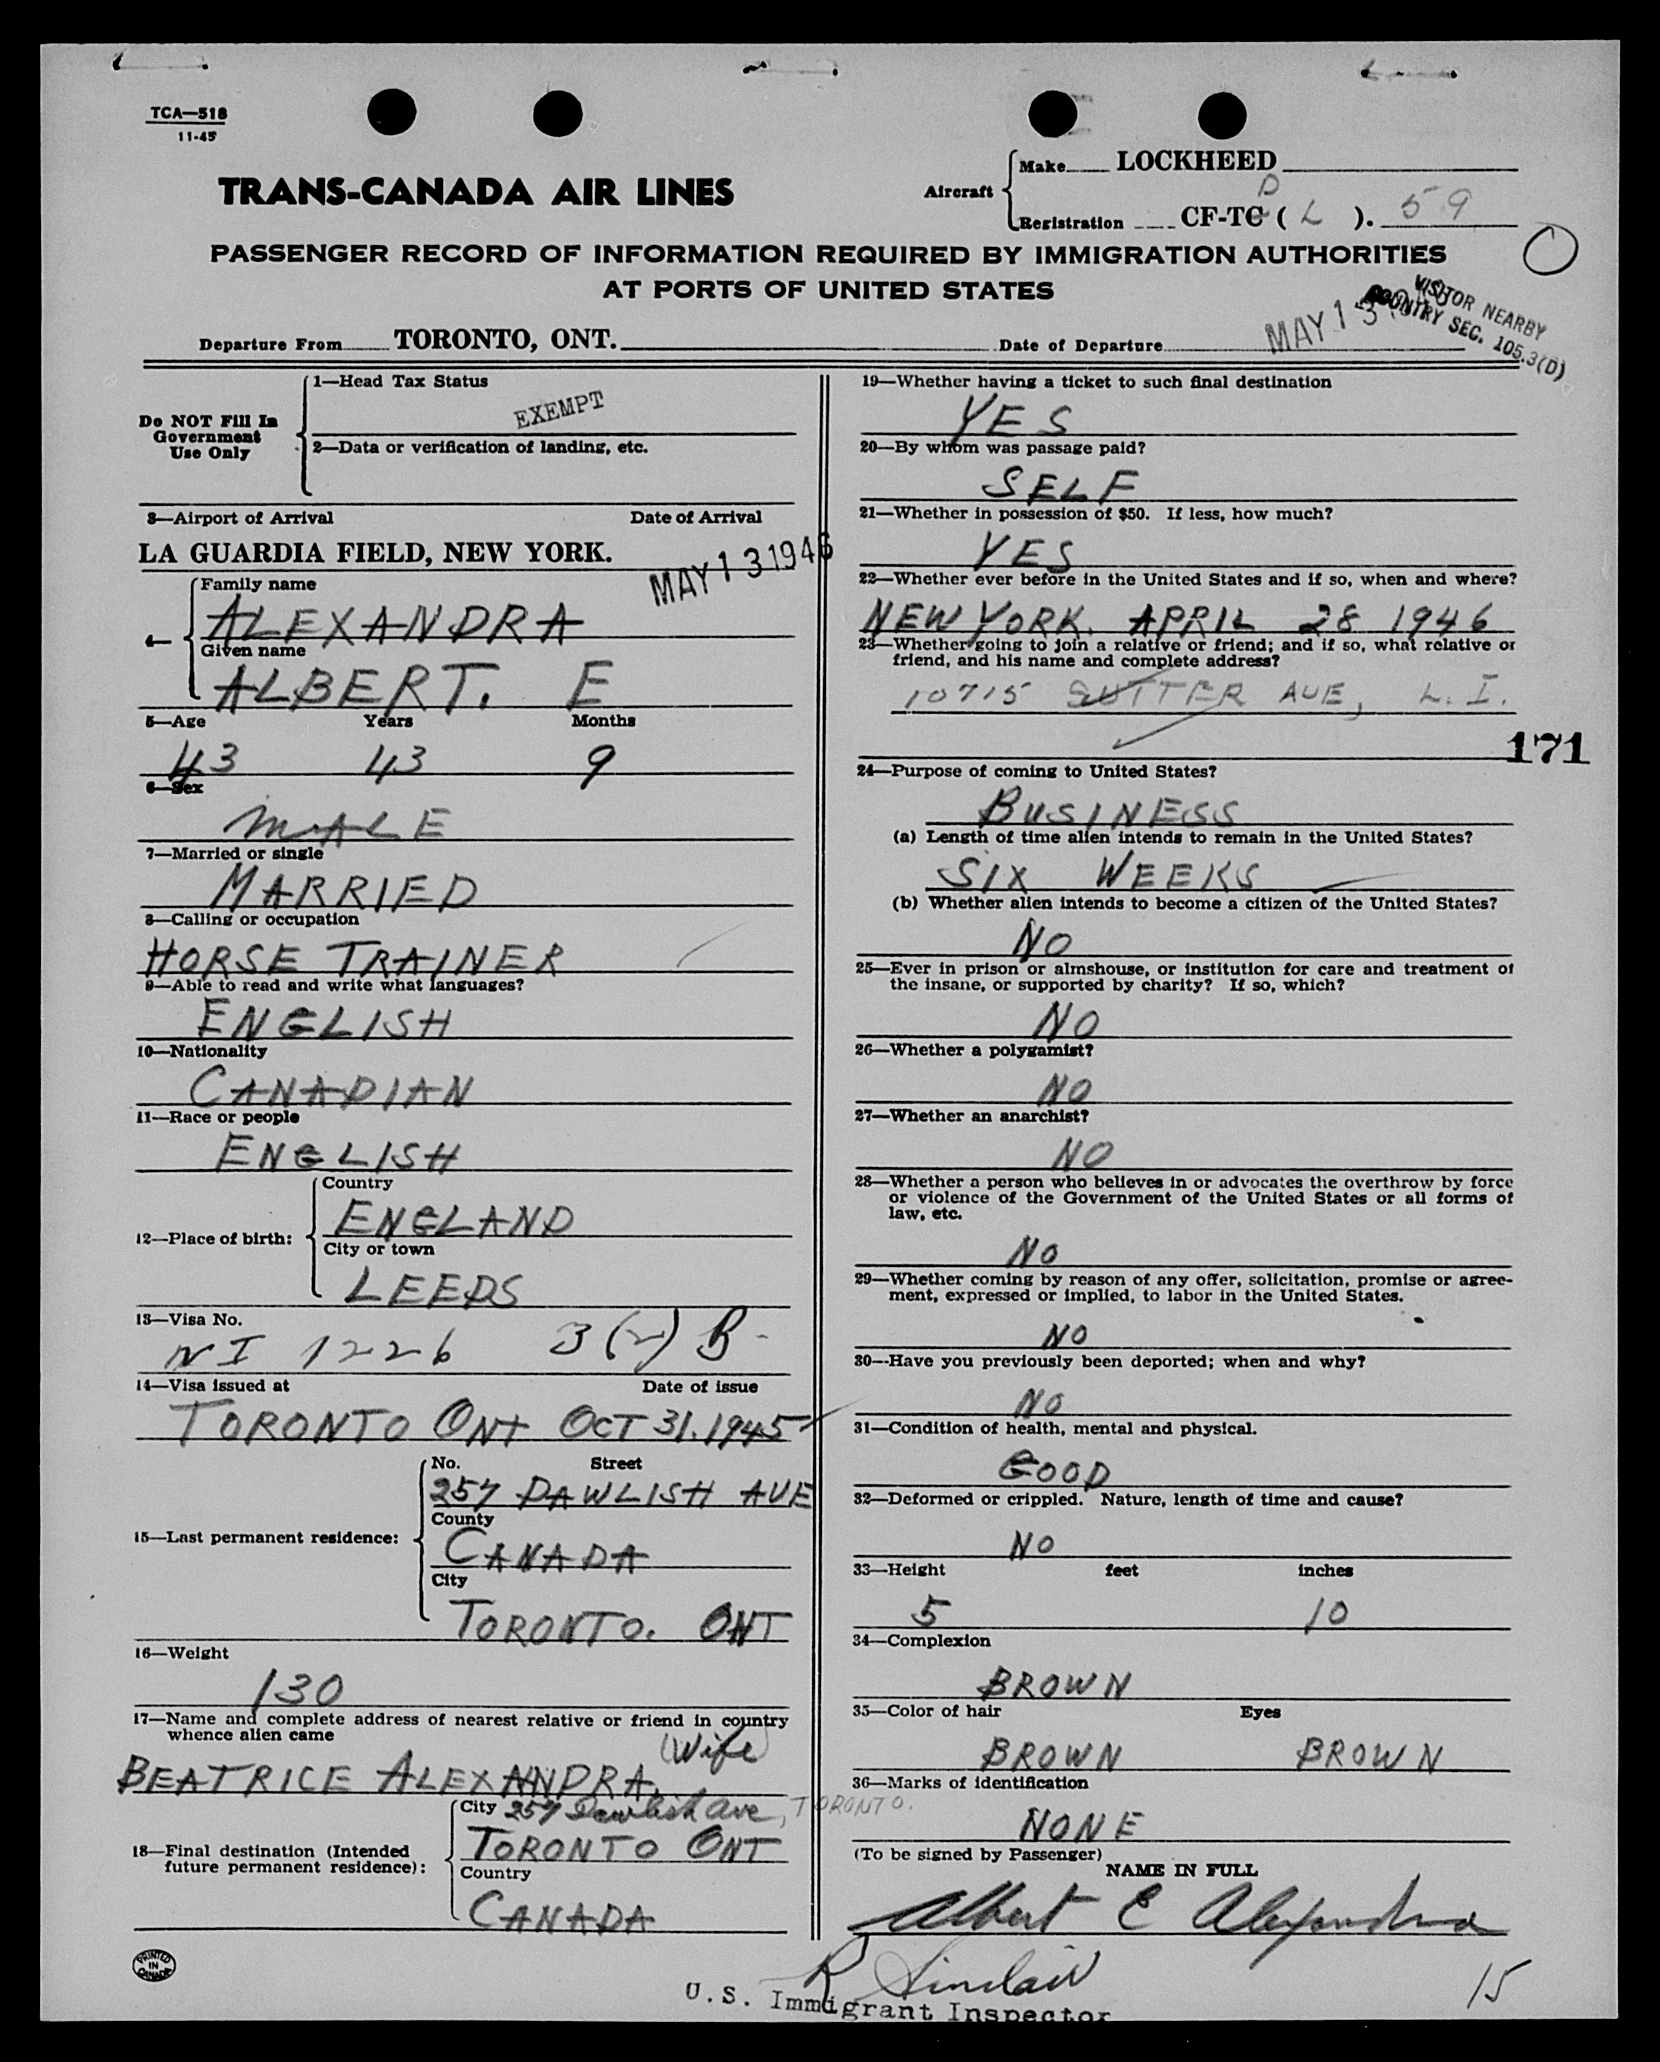 TCA—518
11-45
TRANS-CANADA AIR LINES
Aircraft
Make LOCKHEED
Registration CF-TC D ( L ). 59
PASSENGER RECORD OF INFORMATION REQUIRED BY IMMIGRATION AUTHORITIES
AT PORTS OF UNITED STATES
VISITOR NEARBY
COUNTRY SEC. 105.3(D)
Departure From TORONTO, ONT.
Date of Departure MAY 13
Do NOT Fill In
Government
Use Only
1—Head Tax Status
EXEMPT
2—Data or verification of landing, etc.
3—Airport of Arrival Date of Arrival
LA GUARDIA FIELD, NEW YORK. MAY 13 1946
4—
Family name
ALEXANDRA
Given name
ALBERT. E
5—Age Years Months
43 43 9
6—Sex
MALE
7—Married or single
MARRIED
8—Calling or occupation
HORSE TRAINER
9—Able to read and write what languages?
ENGLISH
10—Nationality
CANADIAN
11—Race or people
ENGLISH
12—Place of birth:
Country
ENGLAND
City or town
LEEDS
13—Visa No.
NI 1226 3(2) B-
14—Visa issued at Date of issue
TORONTO ONT OCT 31.1945
15—Last permanent residence:
No. Street
257 DAWLISH AVE
County
CANADA
City
TORONTO. ONT
16—Weight
130
17—Name and complete address of nearest relative or friend in country
whence alien came
(Wife)
BEATRICE ALEXANDRA,
257 Dawlish Ave, TORONTO.
18—Final destination (Intended
future permanent residence):
City
TORONTO ONT
Country
CANADA
19—Whether having a ticket to such final destination
YES
20—By whom was passage paid?
SELF
21—Whether in possession of $50. If less, how much?
YES
22—Whether ever before in the United States and if so, when and where?
NEW YORK. APRIL 28 1946
23—Whether going to join a relative or friend; and if so, what relative or
friend, and his name and complete address?
10715 SUTTER AUE, L.I.
171
24—Purpose of coming to United States?
BUSINESS
(a) Length of time alien intends to remain in the United States?
SIX WEEKS
(b) Whether alien intends to become a citizen of the United States?
NO
25—Ever in prison or almshouse, or institution for care and treatment of
the insane, or supported by charity? If so, which?
NO
26—Whether a polygamist?
NO
27—Whether an anarchist?
NO
28—Whether a person who believes in or advocates the overthrow by force
or violence of the Government of the United States or all forms of
law, etc.
NO
29—Whether coming by reason of any offer, solicitation, promise or agree-
ment, expressed or implied, to labor in the United States.
NO
30—Have you previously been deported; when and why?
NO
31—Condition of health, mental and physical.
GOOD
32—Deformed or crippled. Nature, length of time and cause?
NO
33—Height feet inches
5 10
34—Complexion
BROWN
35—Color of hair Eyes
BROWN BROWN
36—Marks of identification
NONE
(To be signed by Passenger)
NAME IN FULL
Albert E Alexandra
PRINTED
IN
CANADA
R Sinclair
U.S. Immigrant Inspector
15